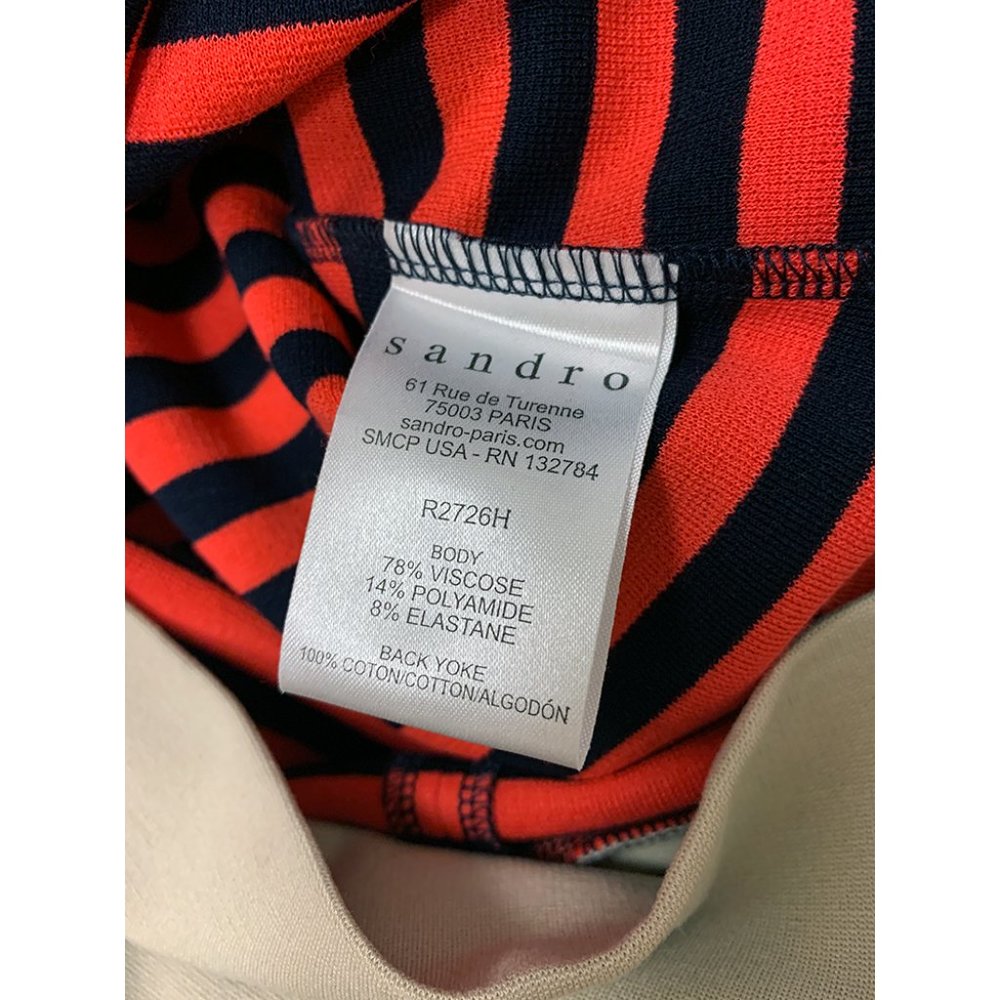 sandro
61 Rue de Turenne
75003 PARIS
sandro-paris.com
SMCP USA - RN 132784
R2726H
BODY
78% VISCOSE
14% POLYAMIDE
8% ELASTANE
BACK YOKE
100% COTON/COTTON/ALGODÓN